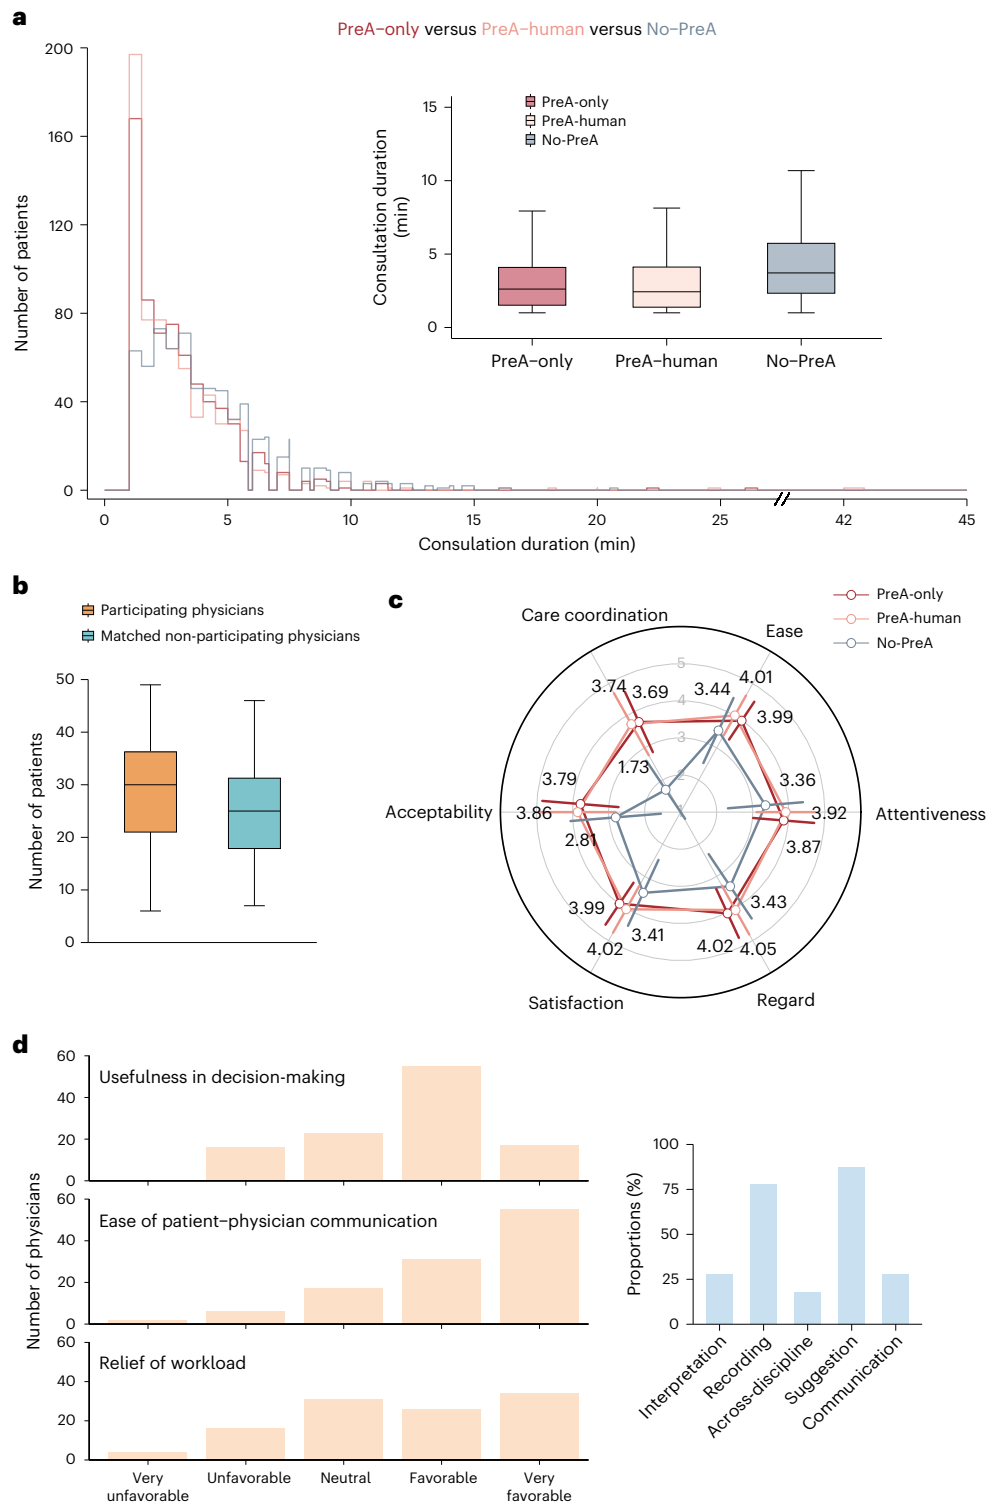 a
PreA–only versus PreA–human versus No–PreA
Number of patients
200
160
120
80
40
0
0
5
10
15
20
25
42
45
Consulation duration (min)
Consultation duration
(min)
15
10
5
0
PreA-only
PreA-human
No-PreA
PreA–only
PreA–human
No–PreA
b
Participating physicians
Matched non-participating physicians
Number of patients
50
40
30
20
10
0
c
PreA-only
PreA-human
No-PreA
Care coordination
Ease
Attentiveness
Regard
Satisfaction
Acceptability
5
4
3
2
1
3.74
3.69
1.73
3.44
4.01
3.99
3.36
3.92
3.87
3.43
4.02
4.05
3.99
4.02
3.41
3.79
3.86
2.81
d
Number of physicians
60
40
20
0
Usefulness in decision-making
60
40
20
0
Ease of patient–physician communication
60
40
20
0
Relief of workload
Very
unfavorable
Unfavorable
Neutral
Favorable
Very
favorable
Proportions (%)
100
75
50
25
0
Interpretation
Recording
Across-discipline
Suggestion
Communication